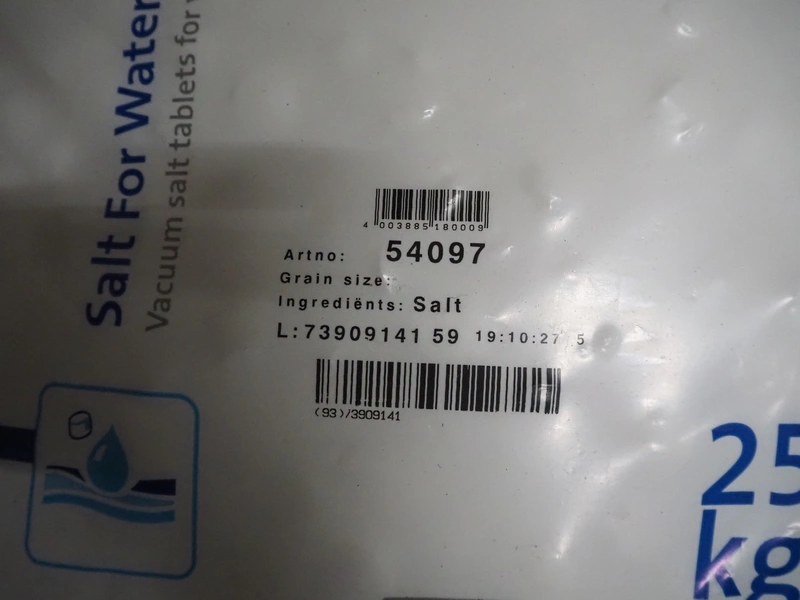 Salt For Water
Vacuum salt tablets for
4 003885 180009
Artno: 54097
Grain size:
Ingrediënts: Salt
L:73909141 59 19:10:27 5
(93)/3909141
25
kg